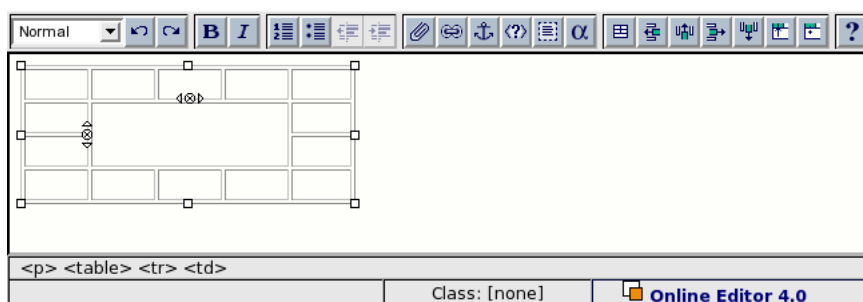 Normal B I <?> α ?
<p> <table> <tr> <td>
Class: [none] Online Editor 4.0